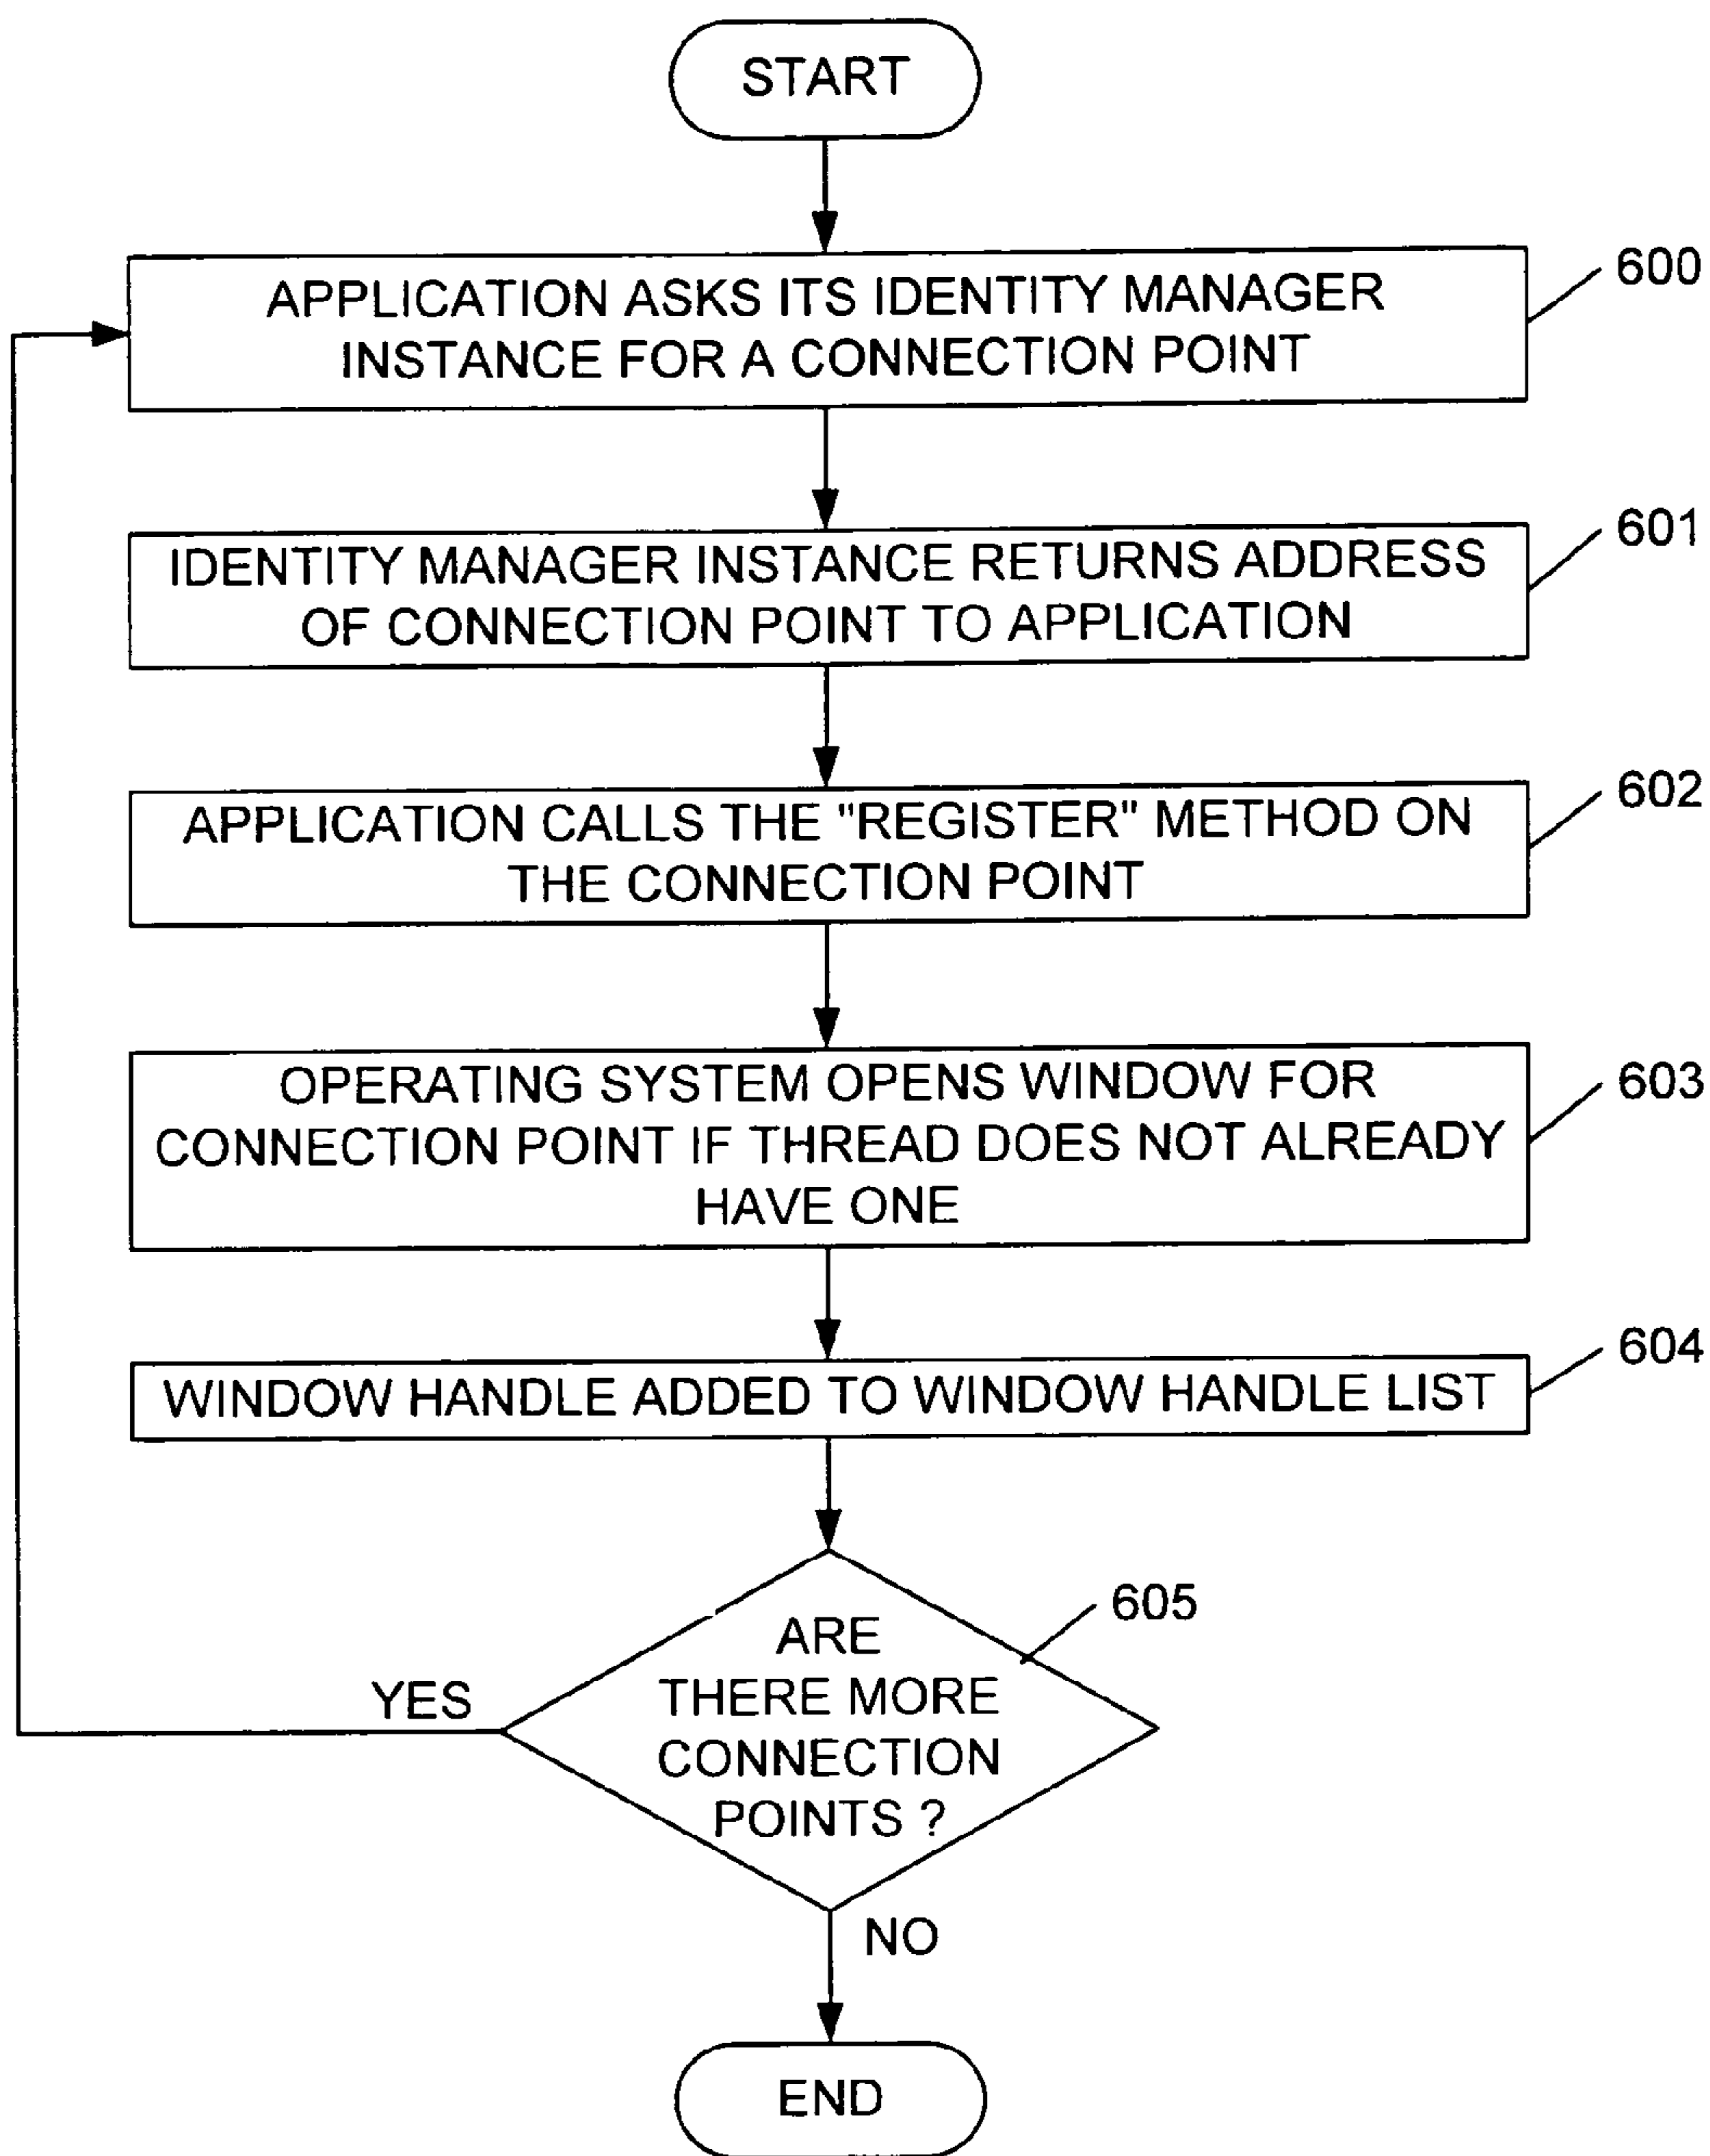 START
APPLICATION ASKS ITS IDENTITY MANAGER
INSTANCE FOR A CONNECTION POINT
600
IDENTITY MANAGER INSTANCE RETURNS ADDRESS
OF CONNECTION POINT TO APPLICATION
601
APPLICATION CALLS THE "REGISTER" METHOD ON
THE CONNECTION POINT
602
OPERATING SYSTEM OPENS WINDOW FOR
CONNECTION POINT IF THREAD DOES NOT ALREADY
HAVE ONE
603
WINDOW HANDLE ADDED TO WINDOW HANDLE LIST
604
ARE
THERE MORE
CONNECTION
POINTS ?
605
YES
NO
END